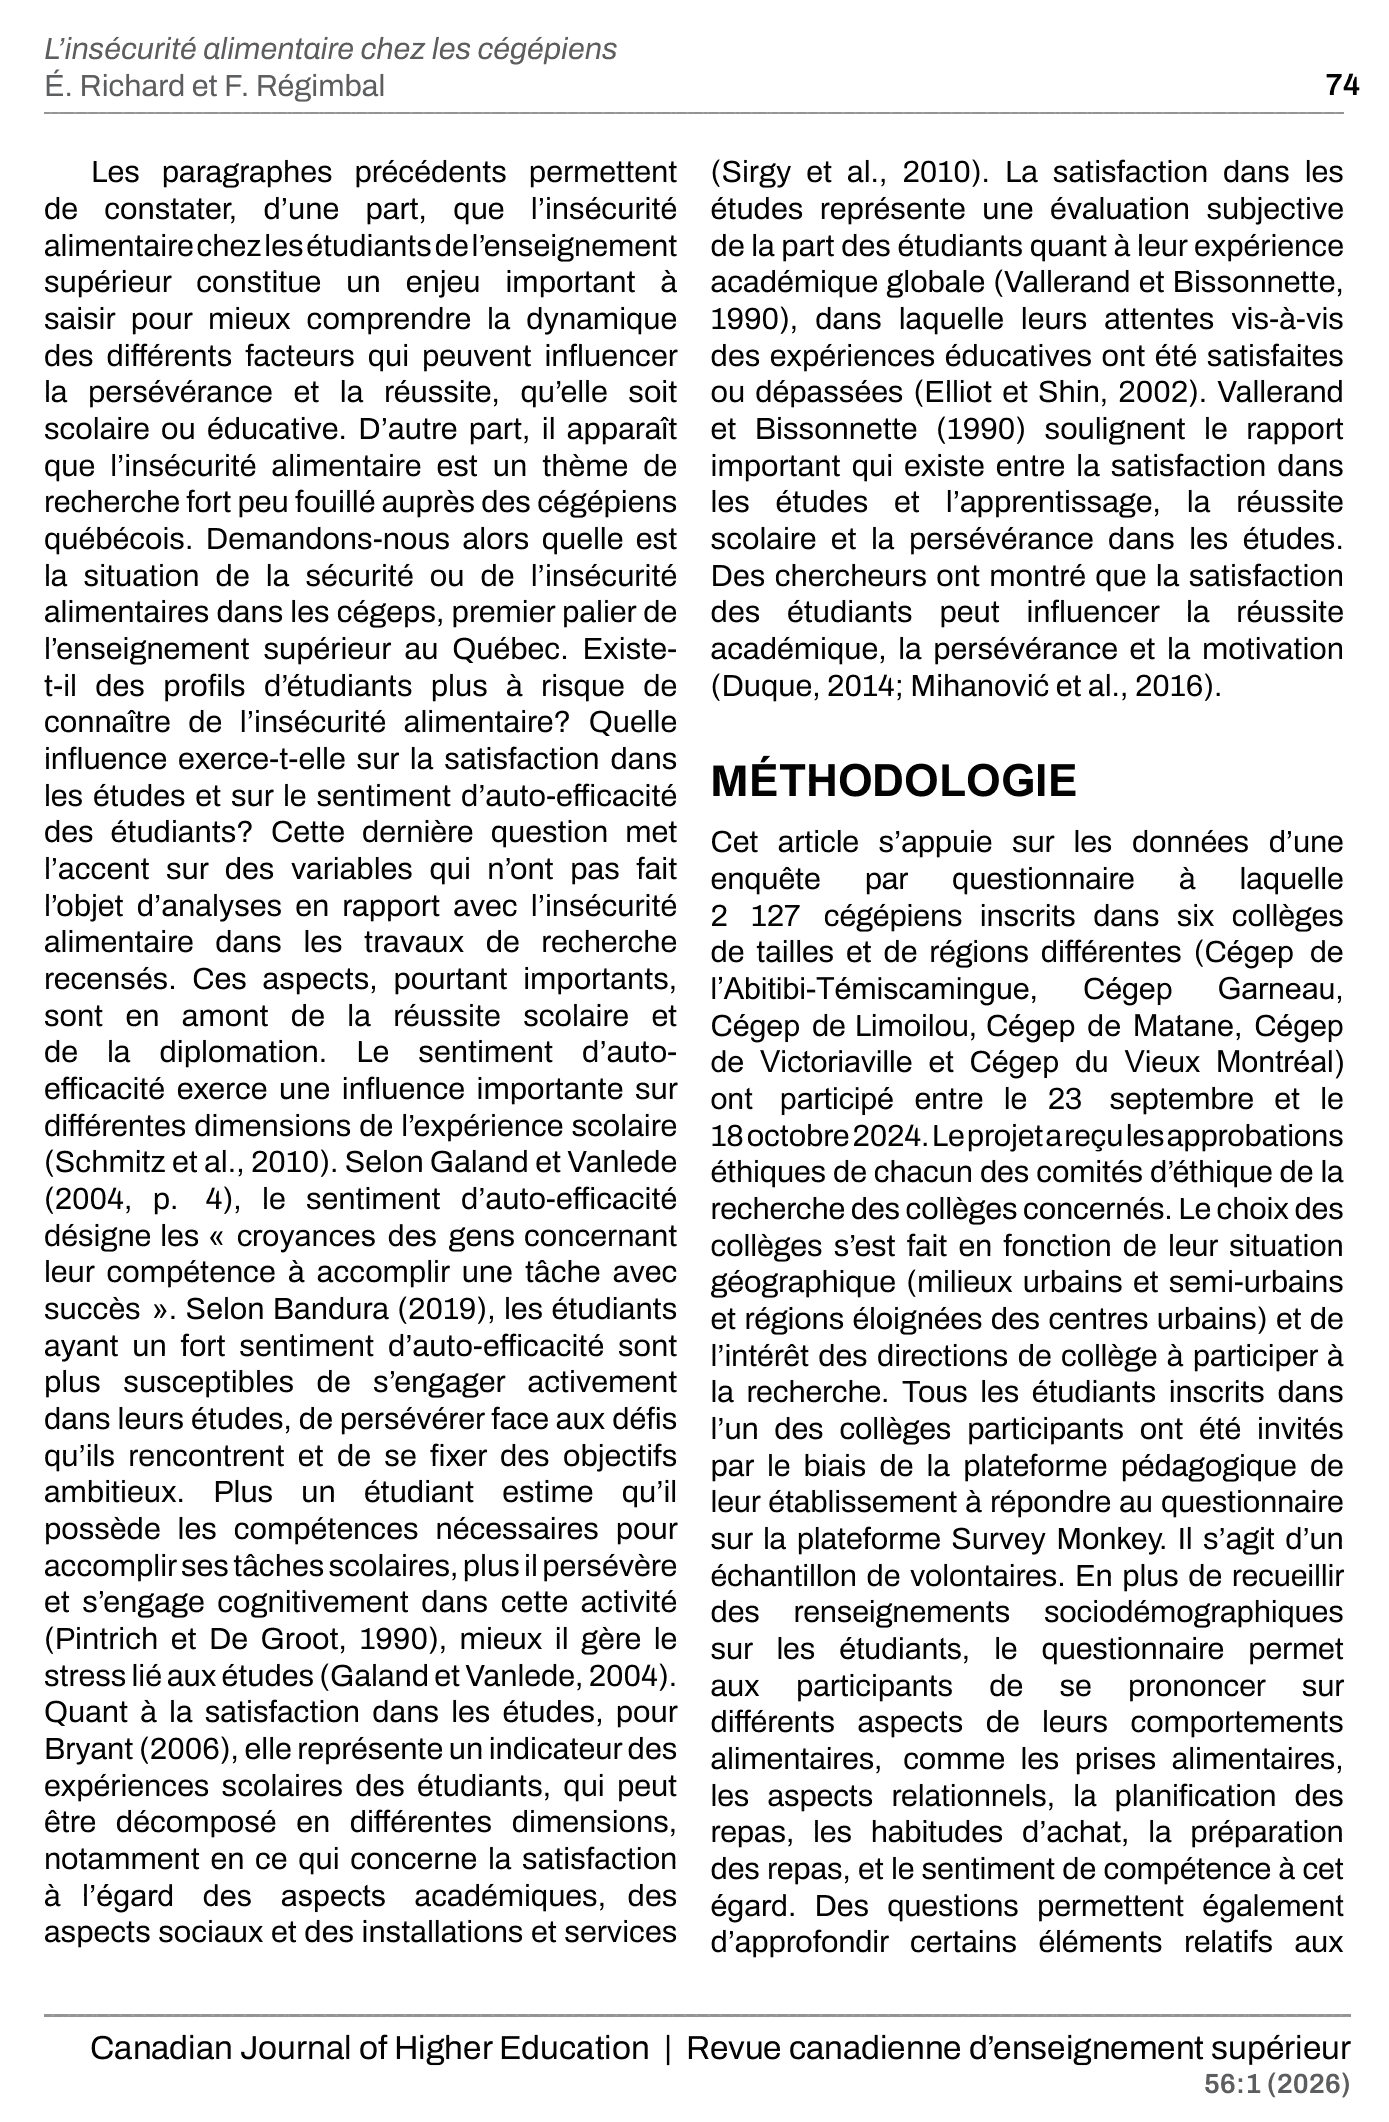 L’insécurité alimentaire chez les cégépiens
É. Richard et F. Régimbal
74
Les paragraphes précédents permettent
de constater, d’une part, que l’insécurité
alimentaire chez les étudiants de l’enseignement
supérieur constitue un enjeu important à
saisir pour mieux comprendre la dynamique
des différents facteurs qui peuvent influencer
la persévérance et la réussite, qu’elle soit
scolaire ou éducative. D’autre part, il apparaît
que l’insécurité alimentaire est un thème de
recherche fort peu fouillé auprès des cégépiens
québécois. Demandons-nous alors quelle est
la situation de la sécurité ou de l’insécurité
alimentaires dans les cégeps, premier palier de
l’enseignement supérieur au Québec. Existe-
t-il des profils d’étudiants plus à risque de
connaître de l’insécurité alimentaire? Quelle
influence exerce-t-elle sur la satisfaction dans
les études et sur le sentiment d’auto-efficacité
des étudiants? Cette dernière question met
l’accent sur des variables qui n’ont pas fait
l’objet d’analyses en rapport avec l’insécurité
alimentaire dans les travaux de recherche
recensés. Ces aspects, pourtant importants,
sont en amont de la réussite scolaire et
de la diplomation. Le sentiment d’auto-
efficacité exerce une influence importante sur
différentes dimensions de l’expérience scolaire
(Schmitz et al., 2010). Selon Galand et Vanlede
(2004, p. 4), le sentiment d’auto-efficacité
désigne les « croyances des gens concernant
leur compétence à accomplir une tâche avec
succès ». Selon Bandura (2019), les étudiants
ayant un fort sentiment d’auto-efficacité sont
plus susceptibles de s’engager activement
dans leurs études, de persévérer face aux défis
qu’ils rencontrent et de se fixer des objectifs
ambitieux. Plus un étudiant estime qu’il
possède les compétences nécessaires pour
accomplir ses tâches scolaires, plus il persévère
et s’engage cognitivement dans cette activité
(Pintrich et De Groot, 1990), mieux il gère le
stress lié aux études (Galand et Vanlede, 2004).
Quant à la satisfaction dans les études, pour
Bryant (2006), elle représente un indicateur des
expériences scolaires des étudiants, qui peut
être décomposé en différentes dimensions,
notamment en ce qui concerne la satisfaction
à l’égard des aspects académiques, des
aspects sociaux et des installations et services
(Sirgy et al., 2010). La satisfaction dans les
études représente une évaluation subjective
de la part des étudiants quant à leur expérience
académique globale (Vallerand et Bissonnette,
1990), dans laquelle leurs attentes vis-à-vis
des expériences éducatives ont été satisfaites
ou dépassées (Elliot et Shin, 2002). Vallerand
et Bissonnette (1990) soulignent le rapport
important qui existe entre la satisfaction dans
les études et l’apprentissage, la réussite
scolaire et la persévérance dans les études.
Des chercheurs ont montré que la satisfaction
des étudiants peut influencer la réussite
académique, la persévérance et la motivation
(Duque, 2014; Mihanović et al., 2016).
MÉTHODOLOGIE
Cet article s’appuie sur les données d’une
enquête par questionnaire à laquelle
2 127 cégépiens inscrits dans six collèges
de tailles et de régions différentes (Cégep de
l’Abitibi-Témiscamingue, Cégep Garneau,
Cégep de Limoilou, Cégep de Matane, Cégep
de Victoriaville et Cégep du Vieux Montréal)
ont participé entre le 23 septembre et le
18 octobre 2024. Le projet a reçu les approbations
éthiques de chacun des comités d’éthique de la
recherche des collèges concernés. Le choix des
collèges s’est fait en fonction de leur situation
géographique (milieux urbains et semi-urbains
et régions éloignées des centres urbains) et de
l’intérêt des directions de collège à participer à
la recherche. Tous les étudiants inscrits dans
l’un des collèges participants ont été invités
par le biais de la plateforme pédagogique de
leur établissement à répondre au questionnaire
sur la plateforme Survey Monkey. Il s’agit d’un
échantillon de volontaires. En plus de recueillir
des renseignements sociodémographiques
sur les étudiants, le questionnaire permet
aux participants de se prononcer sur
différents aspects de leurs comportements
alimentaires, comme les prises alimentaires,
les aspects relationnels, la planification des
repas, les habitudes d’achat, la préparation
des repas, et le sentiment de compétence à cet
égard. Des questions permettent également
d’approfondir certains éléments relatifs aux
Canadian Journal of Higher Education | Revue canadienne d’enseignement supérieur
56:1 (2026)